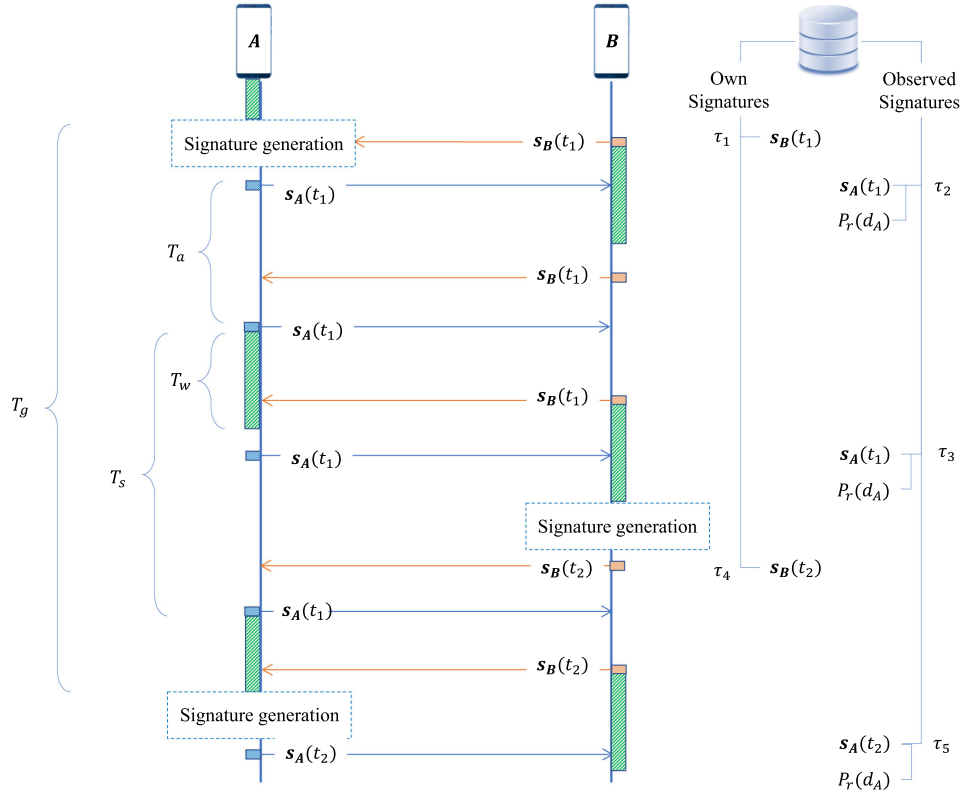 A
B
Own
Signatures
Observed
Signatures
Signature generation
s_B(t_1)
τ_1
s_B(t_1)
s_A(t_1)
s_A(t_1)
τ_2
P_r(d_A)
T_a
s_B(t_1)
s_A(t_1)
T_w
s_B(t_1)
T_g
s_A(t_1)
s_A(t_1)
τ_3
T_s
P_r(d_A)
Signature generation
s_B(t_2)
τ_4
s_B(t_2)
s_A(t_1)
s_B(t_2)
Signature generation
s_A(t_2)
s_A(t_2)
τ_5
P_r(d_A)